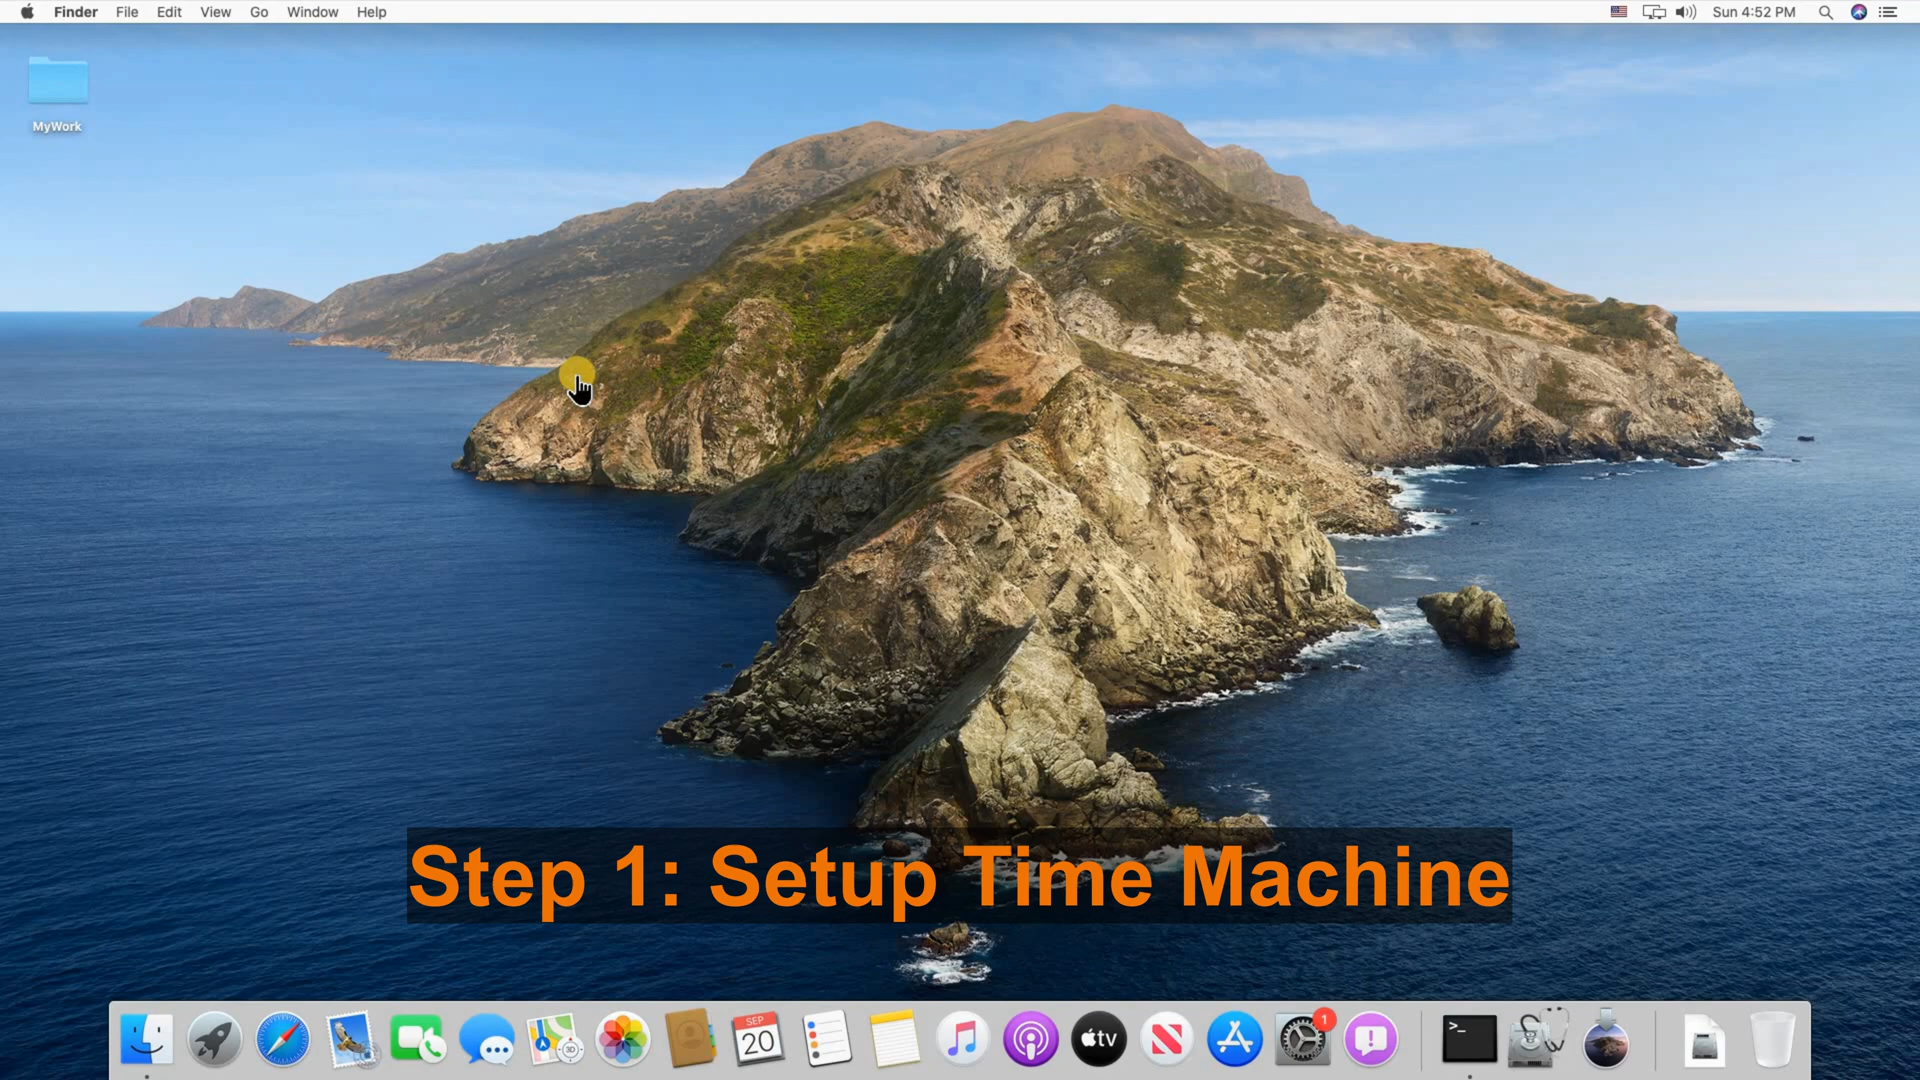 Finder File Edit View Go Window Help
Sun 4:52 PM
MyWork
Step 1: Setup Time Machine
SEP
20
3D
tv
1
>_